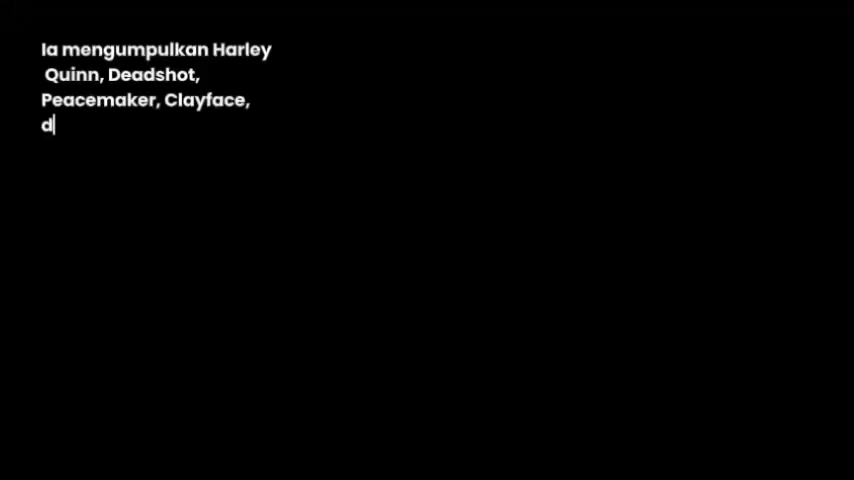 Ia mengumpulkan Harley
Quinn, Deadshot,
Peacemaker, Clayface,
d